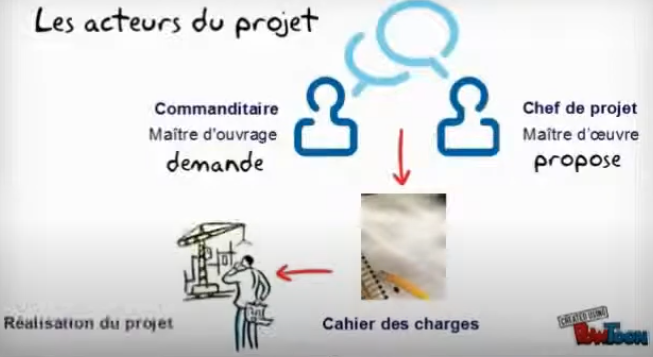 Les acteurs du projet
Commanditaire
Maître d'ouvrage
demande
Chef de projet
Maître d'œuvre
propose
Réalisation du projet
Cahier des charges
CREATED USING
PowToon